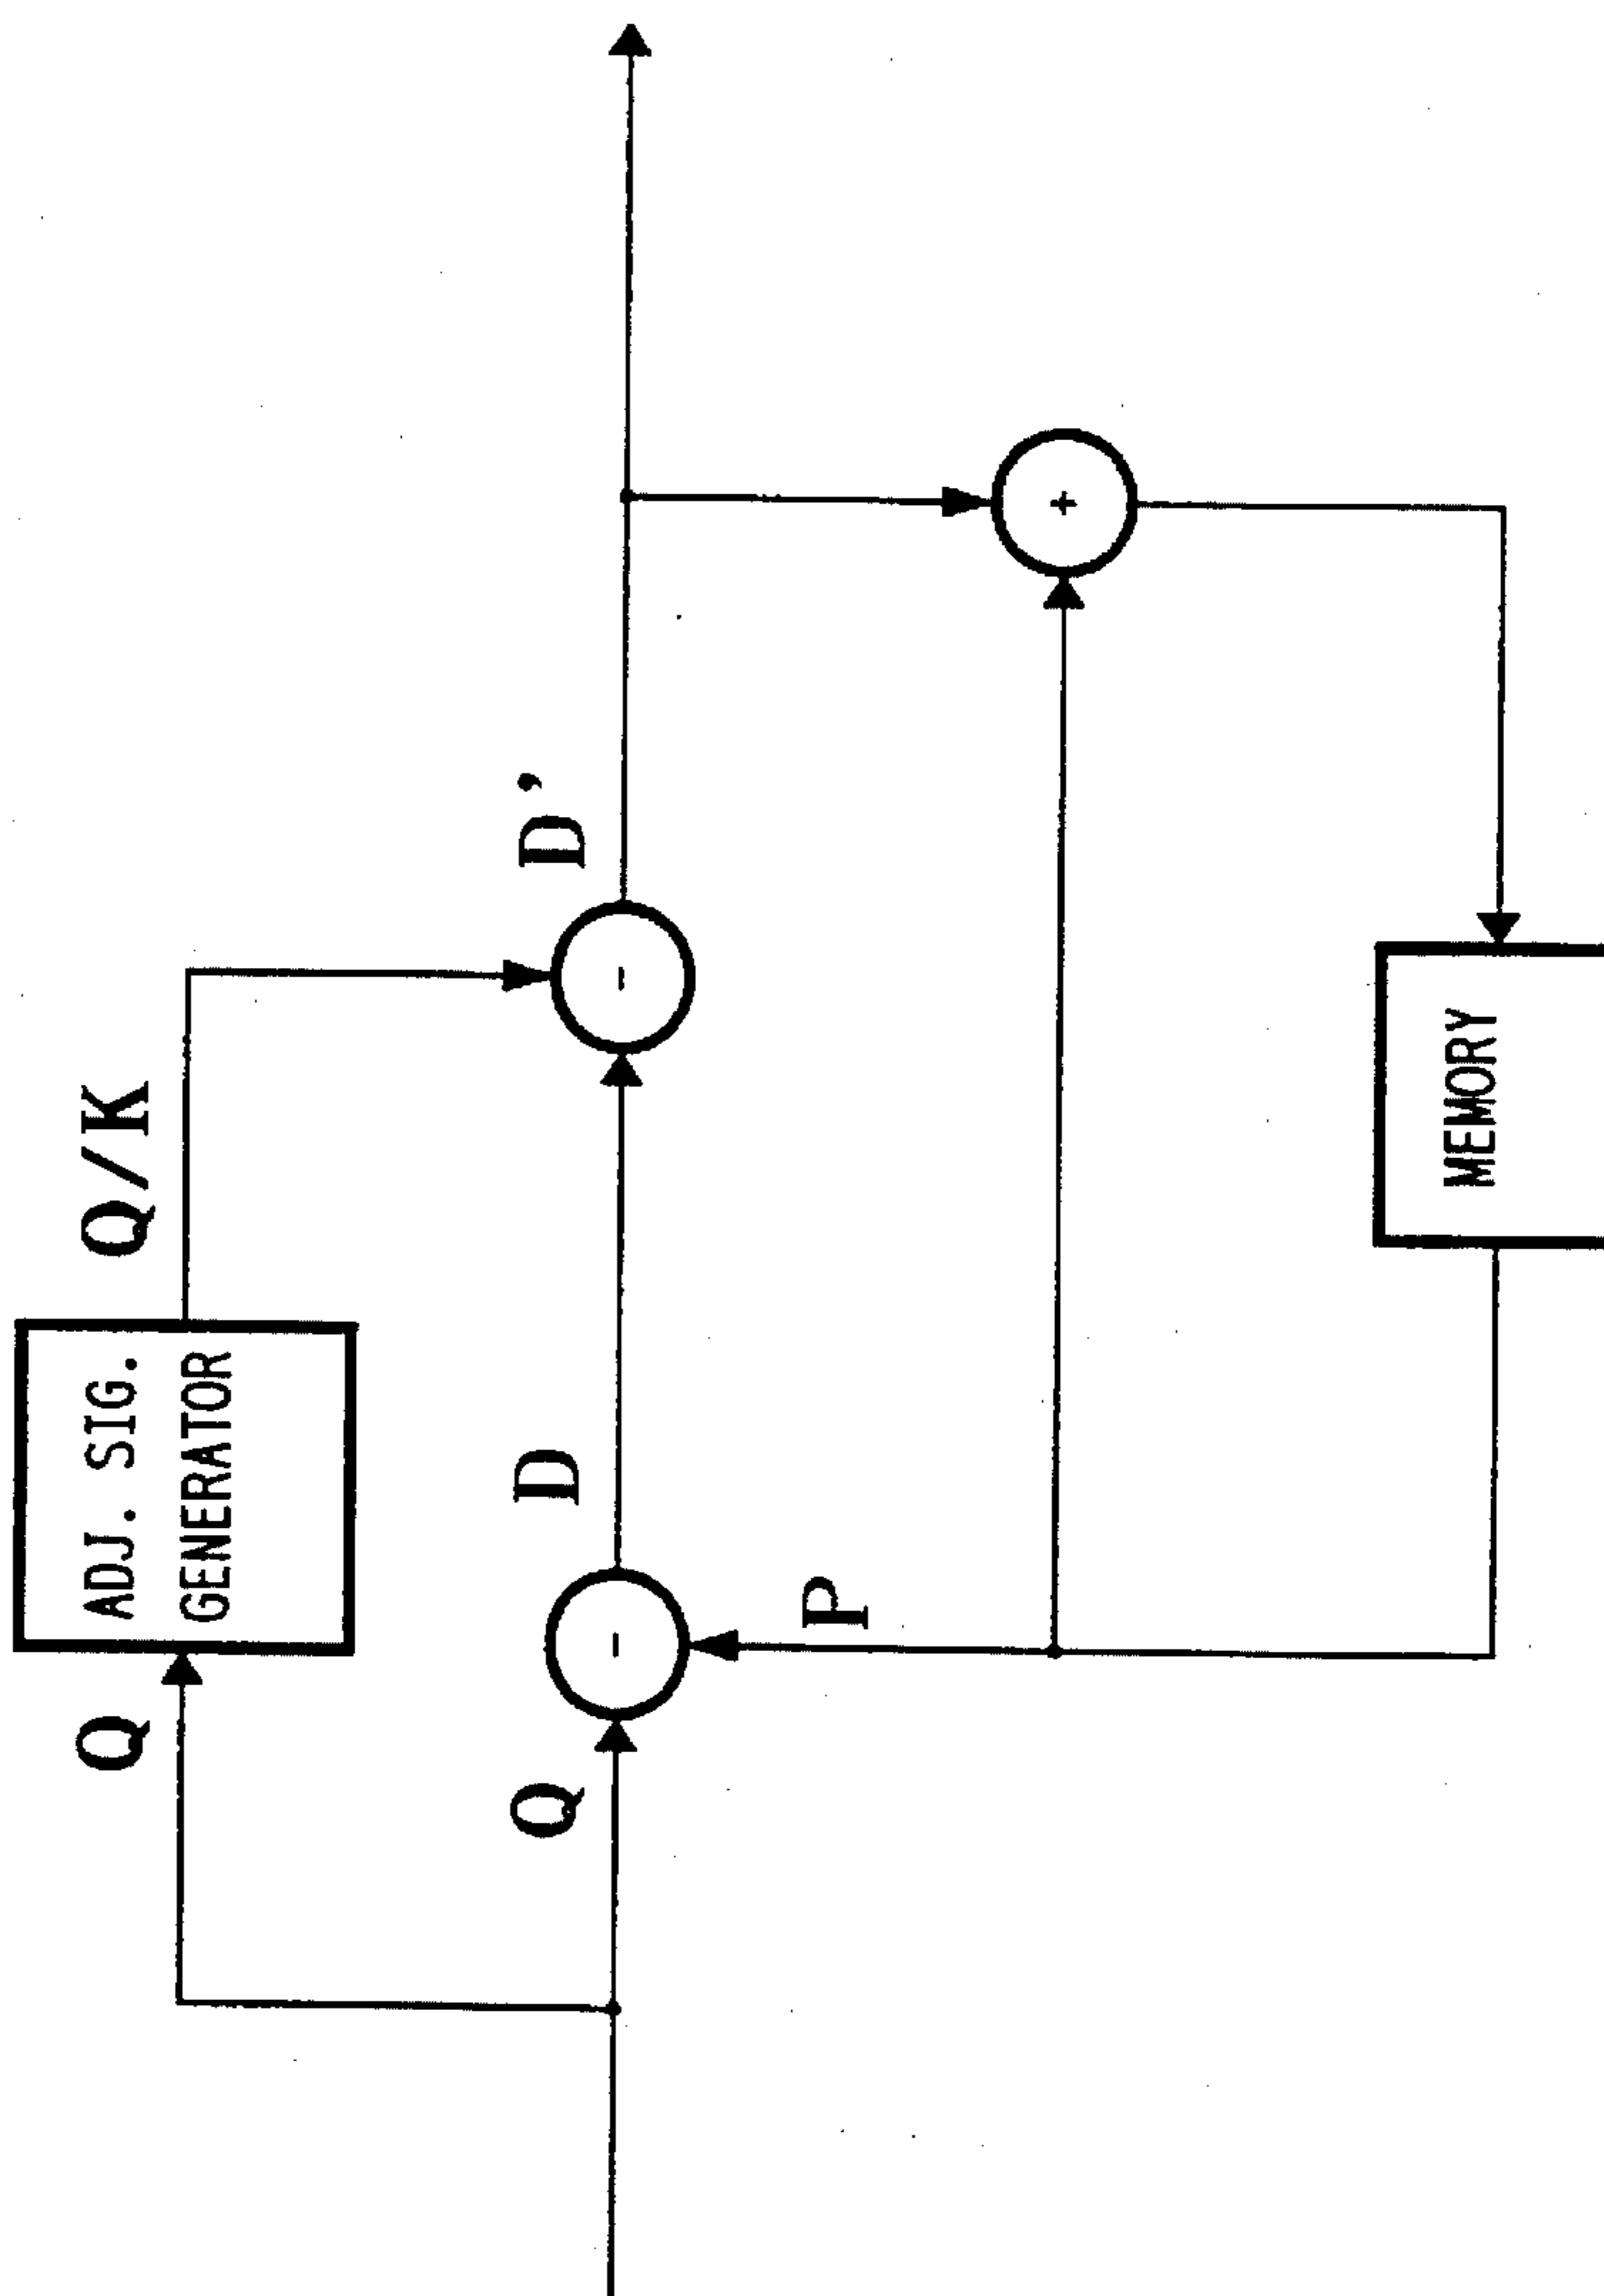 Q
ADJ. SIG.
GENERATOR
Q/K
Q
-
D
-
D'
P
+
MEMORY